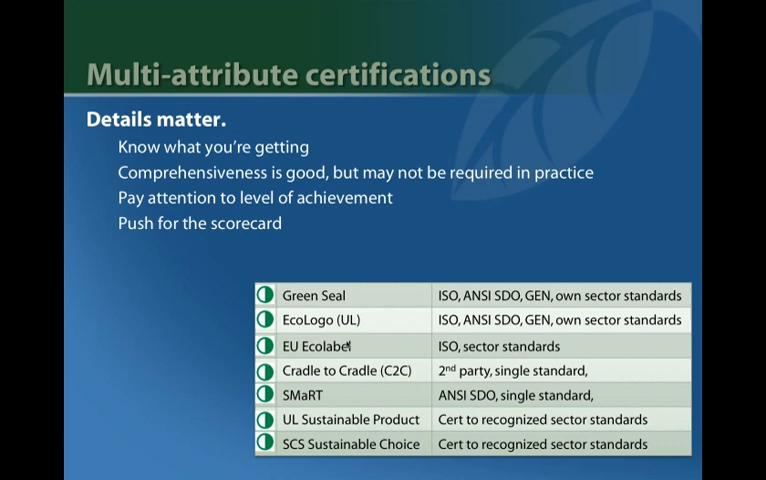 Multi-attribute certifications
Details matter.
Know what you're getting
Comprehensiveness is good, but may not be required in practice
Pay attention to level of achievement
Push for the scorecard
Green Seal ISO, ANSI SDO, GEN, own sector standards
EcoLogo (UL) ISO, ANSI SDO, GEN, own sector standards
EU Ecolabel ISO, sector standards
Cradle to Cradle (C2C) 2nd party, single standard,
SMaRT ANSI SDO, single standard,
UL Sustainable Product Cert to recognized sector standards
SCS Sustainable Choice Cert to recognized sector standards